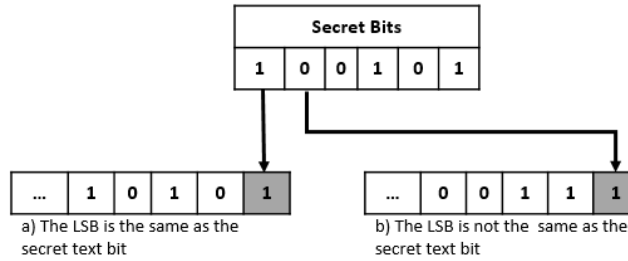 Secret Bits
1 0 0 1 0 1
... 1 0 1 0 1
... 0 0 1 1 1
a) The LSB is the same as the
secret text bit
b) The LSB is not the same as the
secret text bit